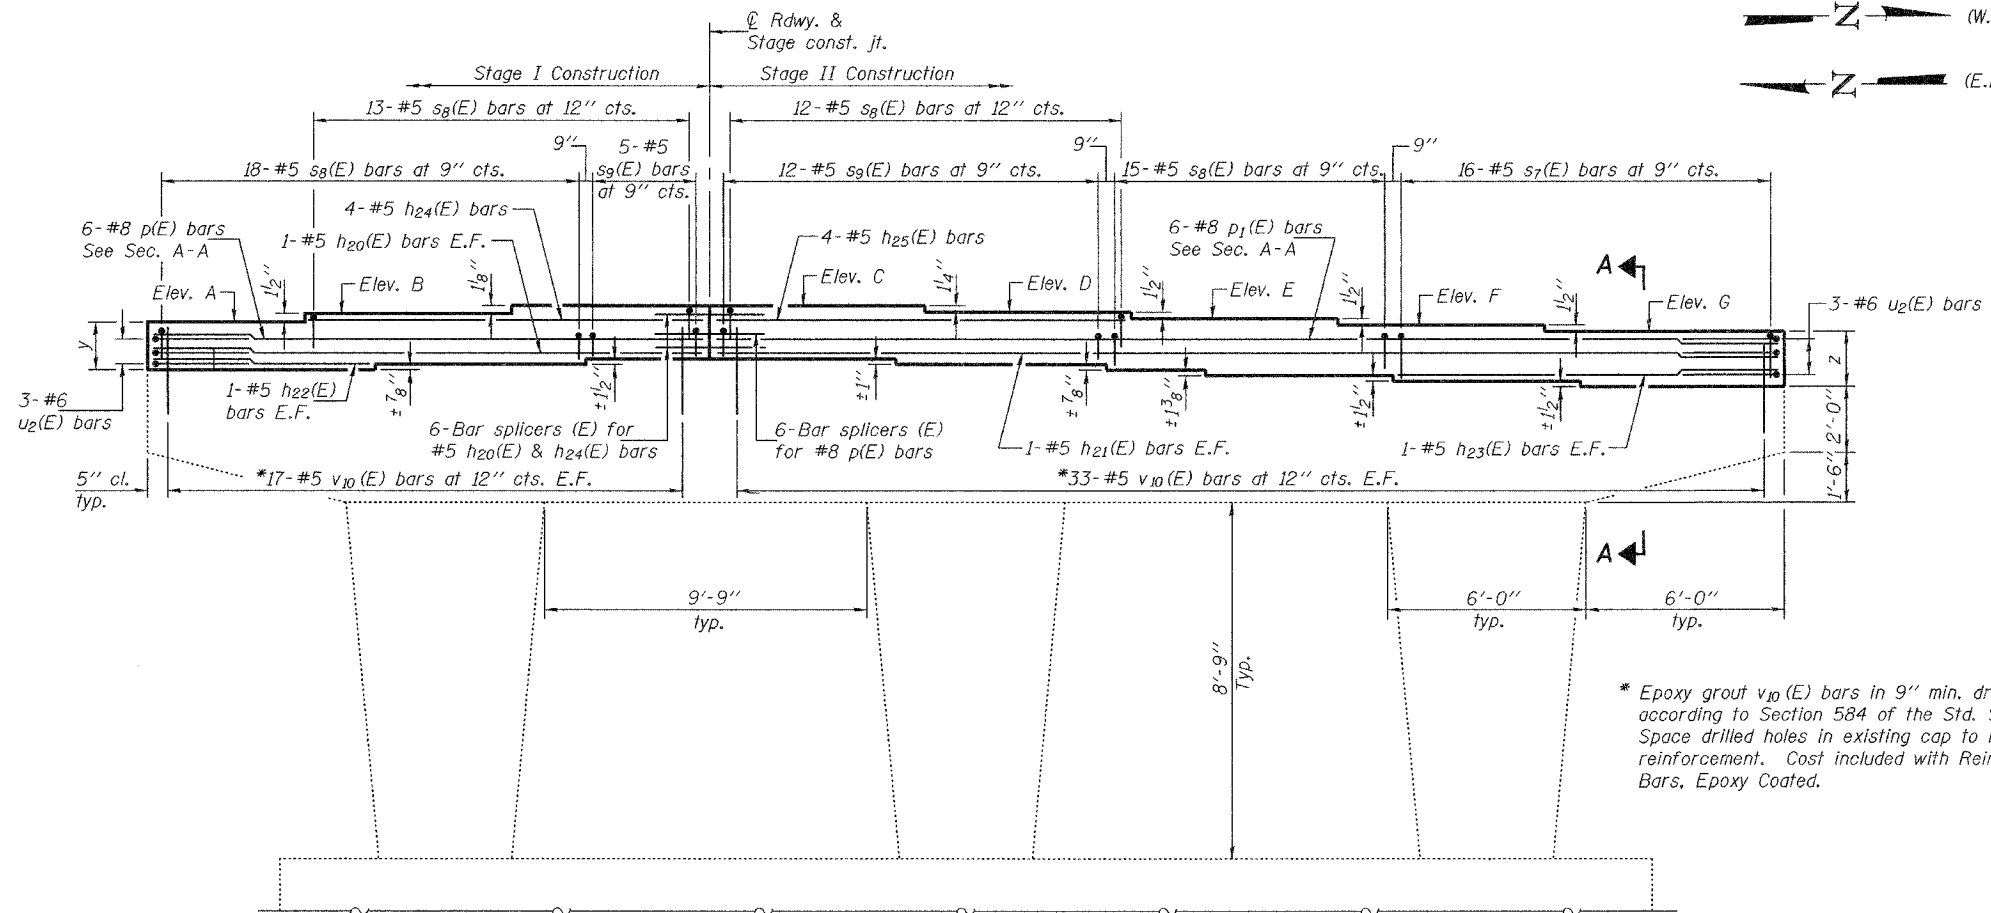 ℄ Rdwy. &
Stage const. jt.
N
(W.
N
Stage I Construction
Stage II Construction
13-#5 s8(E) bars at 12" cts.
12-#5 s8(E) bars at 12" cts.
9"
5-#5
s9(E) bars
at 9" cts.
9"
9"
18-#5 s8(E) bars at 9" cts.
12-#5 s9(E) bars at 9" cts.
15-#5 s8(E) bars at 9" cts.
16-#5 s7(E) bars at 9" cts.
4-#5 h24(E) bars
6-#8 p(E) bars
See Sec. A-A
1-#5 h20(E) bars E.F.
4-#5 h25(E) bars
6-#8 p1(E) bars
See Sec. A-A
A
Elev. A
1½"
Elev. B
1⅛"
Elev. C
1¼"
Elev. D
1½"
Elev. E
1½"
Elev. F
1½"
Elev. G
3-#6 u2(E) bars
y
z
3-#6
u2(E) bars
1-#5 h22(E)
bars E.F.
±⅞"
±1½"
±1"
±⅞"
±1⅜"
±1½"
±1½"
2'-0"
1'-6"
6-Bar splicers (E) for
#5 h20(E) & h24(E) bars
6-Bar splicers (E)
for #8 p(E) bars
1-#5 h21(E) bars E.F.
1-#5 h23(E) bars E.F.
5" cl.
typ.
*17-#5 v10(E) bars at 12" cts. E.F.
*33-#5 v10(E) bars at 12" cts. E.F.
A
9'-9"
typ.
6'-0"
typ.
6'-0"
typ.
8'-9"
Typ.
* Epoxy grout v10(E) bars in 9" min.
according to Section 584 of the Std.
Space drilled holes in existing cap to
reinforcement. Cost included with
Bars, Epoxy Coated.